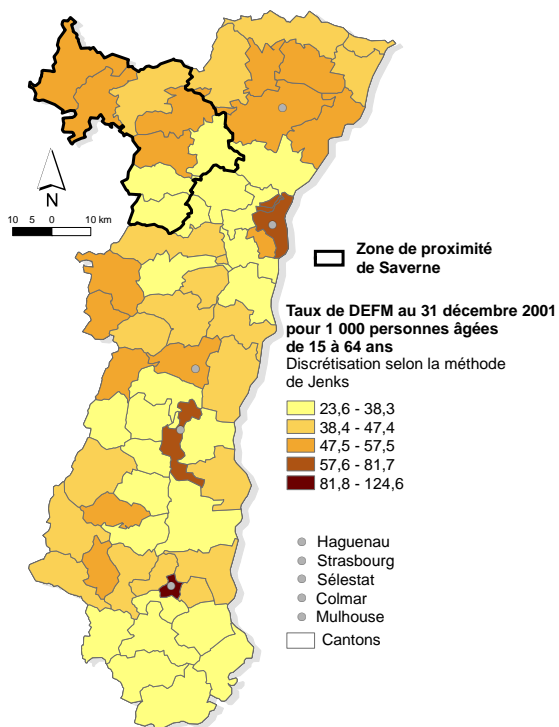 N
10 5 0 10 km
Zone de proximité
de Saverne
Taux de DEFM au 31 décembre 2001
pour 1 000 personnes âgées
de 15 à 64 ans
Discrétisation selon la méthode
de Jenks
23,6 - 38,3
38,4 - 47,4
47,5 - 57,5
57,6 - 81,7
81,8 - 124,6
Haguenau
Strasbourg
Sélestat
Colmar
Mulhouse
Cantons